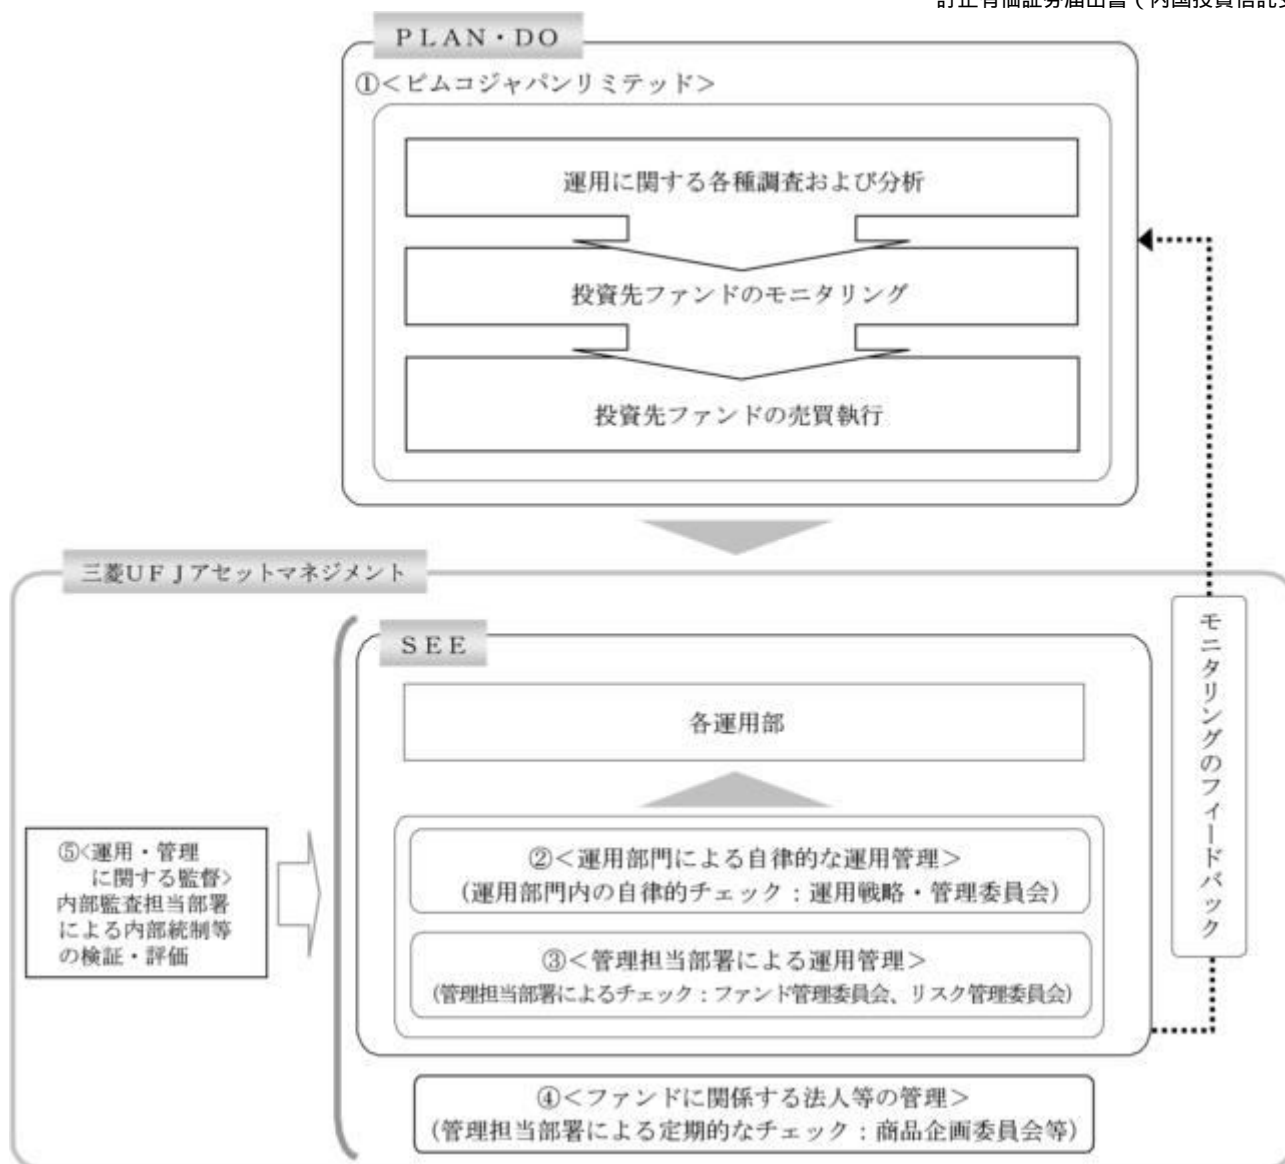 訂正有価証券届出書（内国投資信託受
ＰＬＡＮ・ＤＯ
①＜ピムコジャパンリミテッド＞
運用に関する各種調査および分析
投資先ファンドのモニタリング
投資先ファンドの売買執行
三菱ＵＦＪアセットマネジメント
ＳＥＥ
各運用部
②＜運用部門による自律的な運用管理＞
(運用部門内の自律的チェック：運用戦略・管理委員会)
③＜管理担当部署による運用管理＞
(管理担当部署によるチェック：ファンド管理委員会、リスク管理委員会)
④＜ファンドに関係する法人等の管理＞
(管理担当部署による定期的なチェック：商品企画委員会等)
⑤<運用・管理
に関する監督>
内部監査担当部署
による内部統制等
の検証・評価
モニタリングのフィードバック